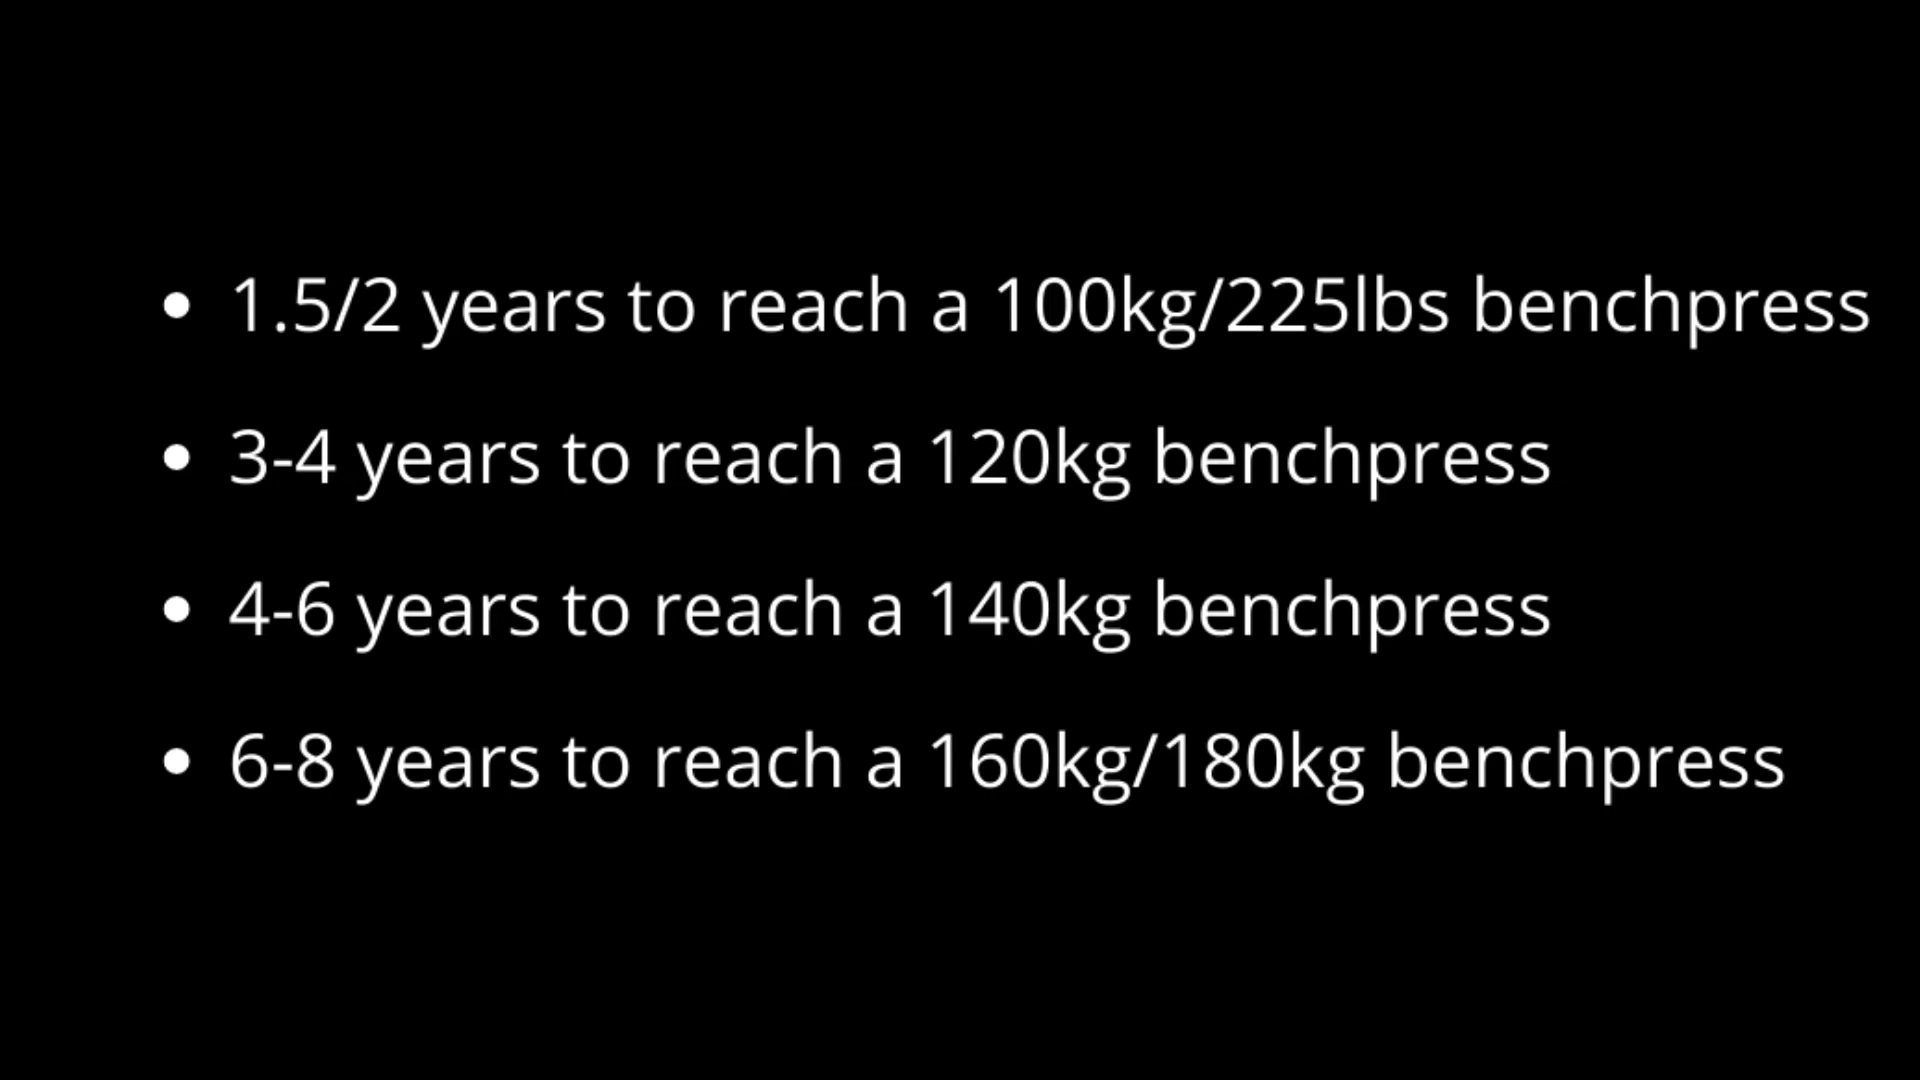 • 1.5/2 years to reach a 100kg/225lbs benchpress
• 3-4 years to reach a 120kg benchpress
• 4-6 years to reach a 140kg benchpress
• 6-8 years to reach a 160kg/180kg benchpress